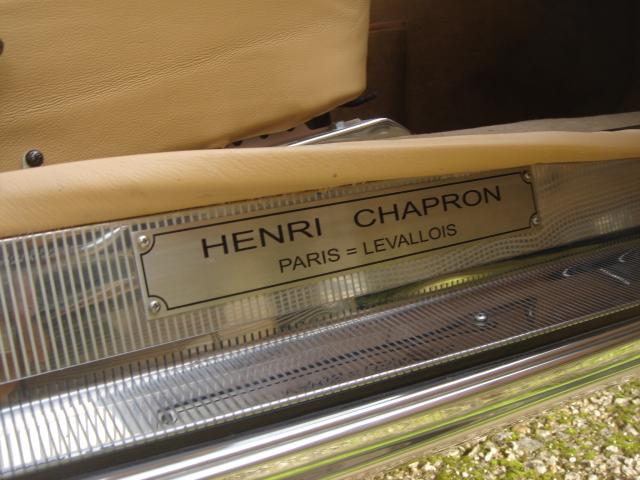 HENRI CHAPRON
PARIS = LEVALLOIS